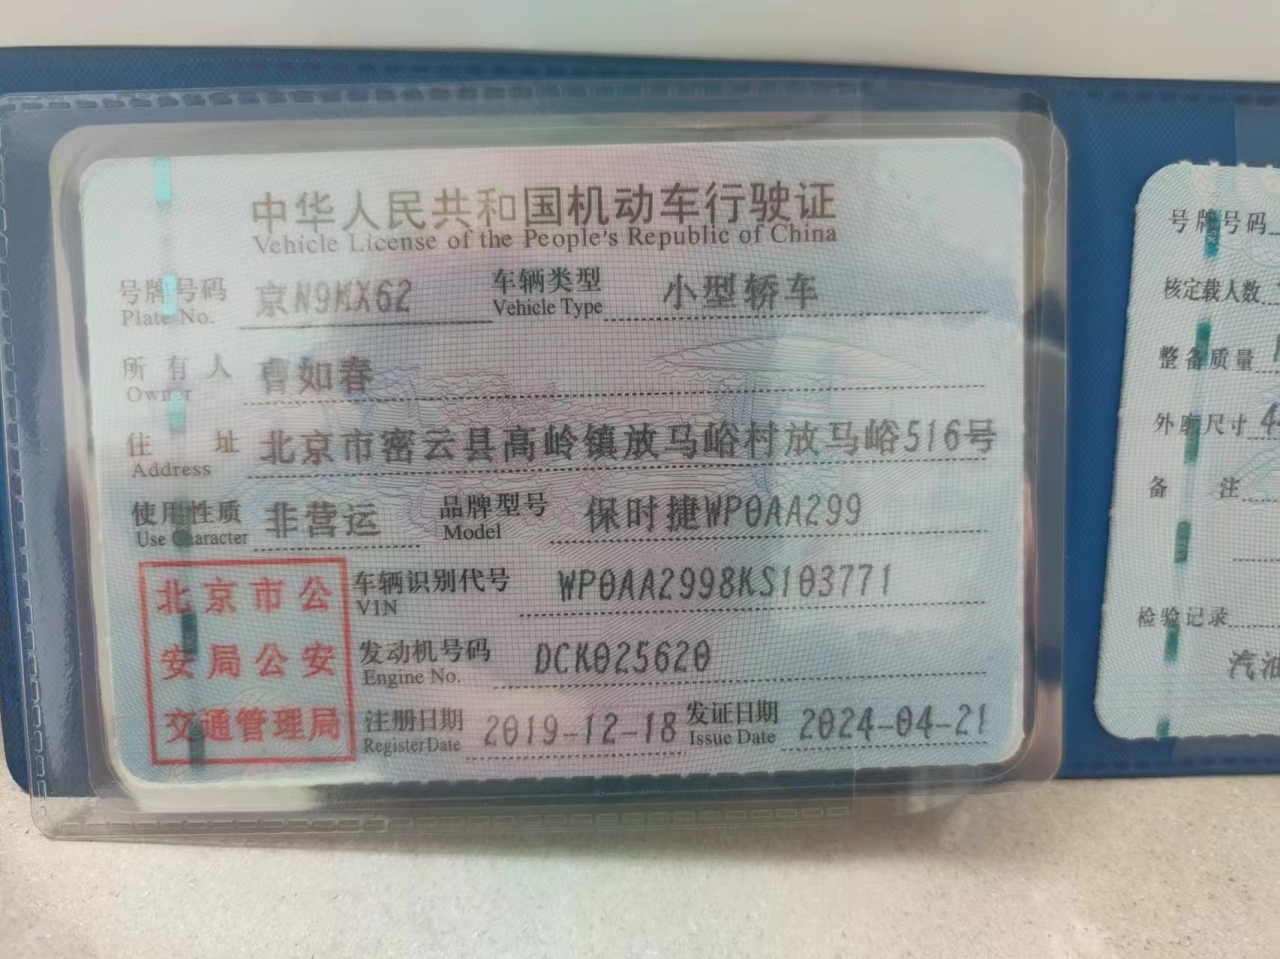 中华人民共和国机动车行驶证
Vehicle License of the People's Republic of China
号牌号码 京N9MX62 车辆类型 小型轿车
Plate No. Vehicle Type
所有人 曹如春
Owner
住址 北京市密云县高岭镇放马峪村放马峪516号
Address
使用性质 非营运 品牌型号 保时捷WP0AA299
Use Character Model
北京市公
安局公安
交通管理局
车辆识别代号 WP0AA2998KS103771
VIN
发动机号码 DCK025620
Engine No.
注册日期 2019-12-18 发证日期 2024-04-21
Register Date Issue Date
号牌号码
核定载人数
整备质量
外廓尺寸 4
备注
检验记录
汽油